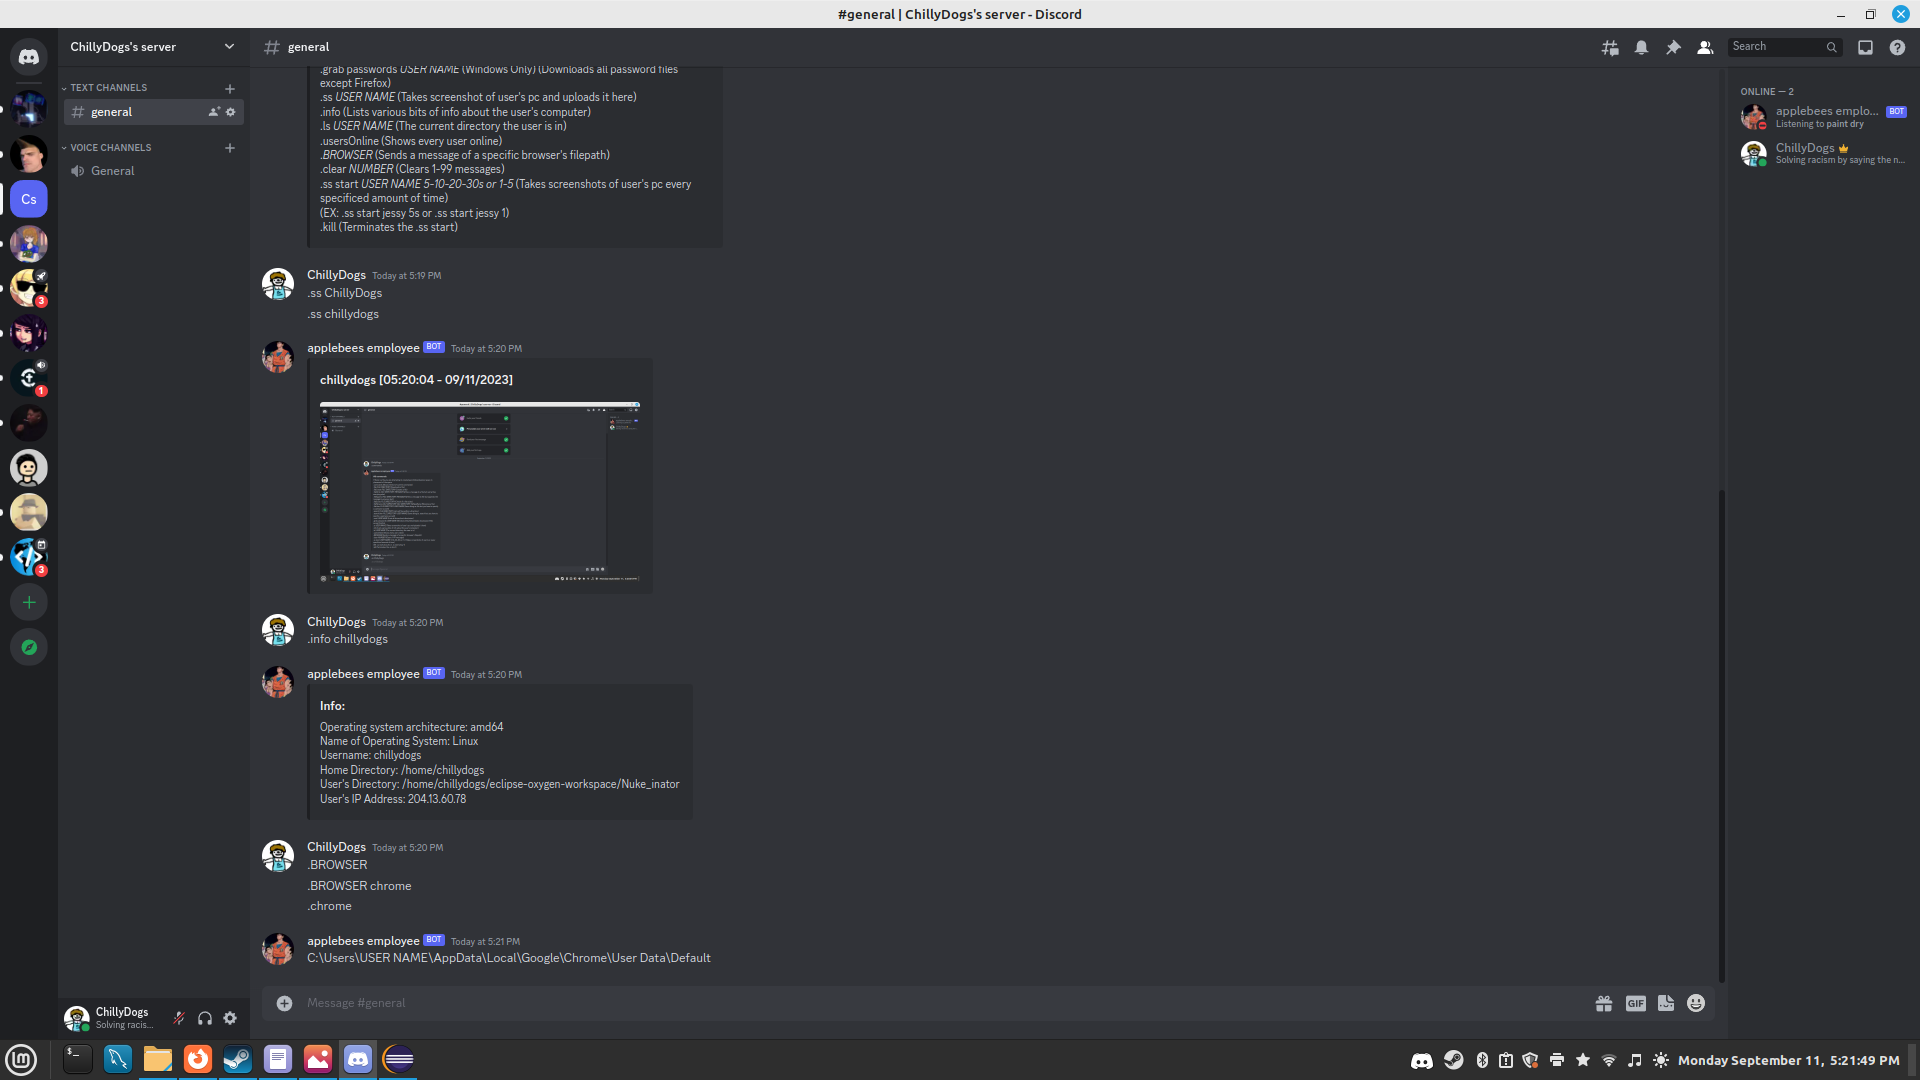 #general | ChillyDogs's server - Discord
ChillyDogs's server
general
Search
TEXT CHANNELS
general
VOICE CHANNELS
General
Cs
3
1
3
.grab passwords USER NAME (Windows Only) (Downloads all password files
except Firefox)
.ss USER NAME (Takes screenshot of user's pc and uploads it here)
.info (Lists various bits of info about the user's computer)
.ls USER NAME (The current directory the user is in)
.usersOnline (Shows every user online)
.BROWSER (Sends a message of a specific browser's filepath)
.clear NUMBER (Clears 1-99 messages)
.ss start USER NAME 5-10-20-30s or 1-5 (Takes screenshots of user's pc every
specificed amount of time)
(EX: .ss start jessy 5s or .ss start jessy 1)
.kill (Terminates the .ss start)
ChillyDogs Today at 5:19 PM
.ss ChillyDogs
.ss chillydogs
applebees employee BOT Today at 5:20 PM
chillydogs [05:20:04 - 09/11/2023]
ChillyDogs Today at 5:20 PM
.info chillydogs
applebees employee BOT Today at 5:20 PM
Info:
Operating system architecture: amd64
Name of Operating System: Linux
Username: chillydogs
Home Directory: /home/chillydogs
User's Directory: /home/chillydogs/eclipse-oxygen-workspace/Nuke_inator
User's IP Address: 204.13.60.78
ChillyDogs Today at 5:20 PM
.BROWSER
.BROWSER chrome
.chrome
applebees employee BOT Today at 5:21 PM
C:\Users\USER NAME\AppData\Local\Google\Chrome\User Data\Default
Message #general
GIF
ONLINE — 2
applebees emplo... BOT
Listening to paint dry
ChillyDogs
Solving racism by saying the n...
ChillyDogs
Solving racis...
Monday September 11, 5:21:49 PM